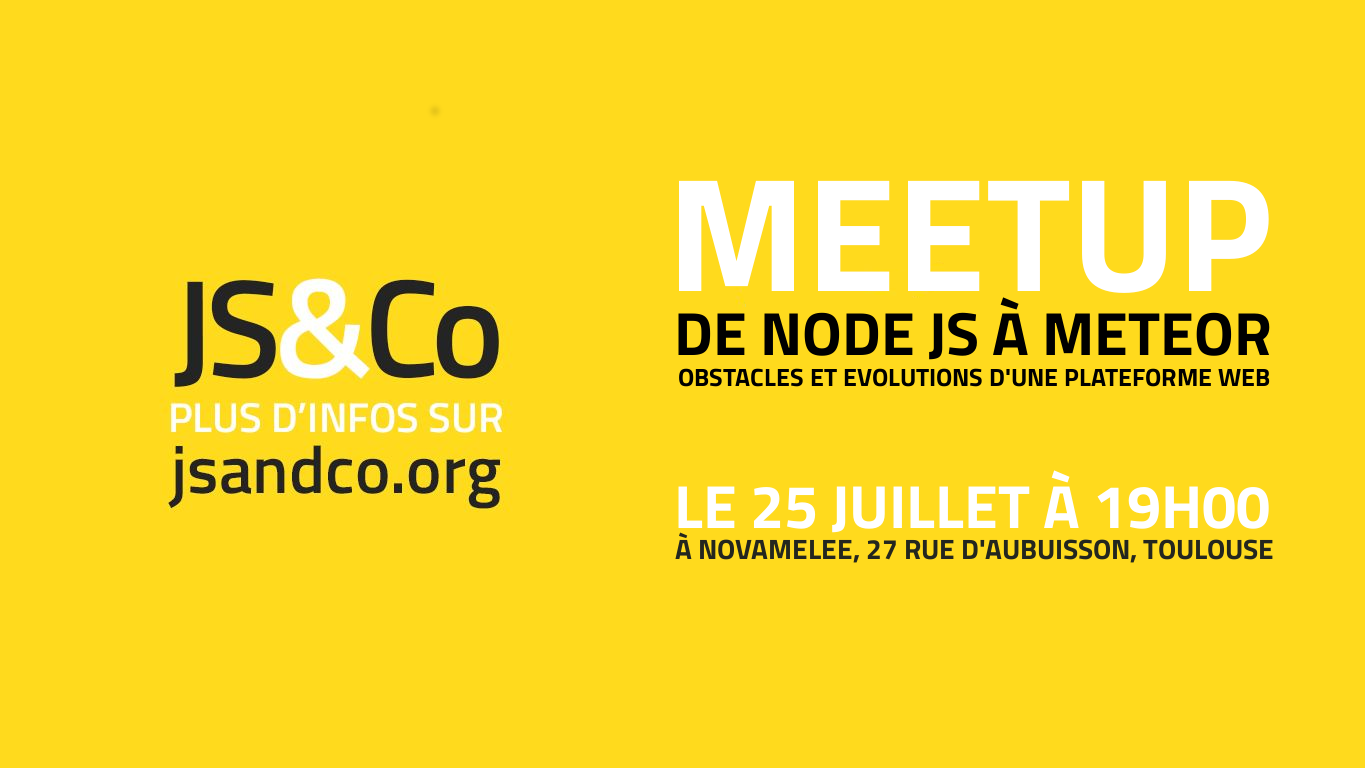 JS&Co
PLUS D’INFOS SUR
jsandco.org
MEETUP
DE NODE JS À METEOR
OBSTACLES ET EVOLUTIONS D'UNE PLATEFORME WEB
LE 25 JUILLET À 19H00
À NOVAMELEE, 27 RUE D'AUBUISSON, TOULOUSE